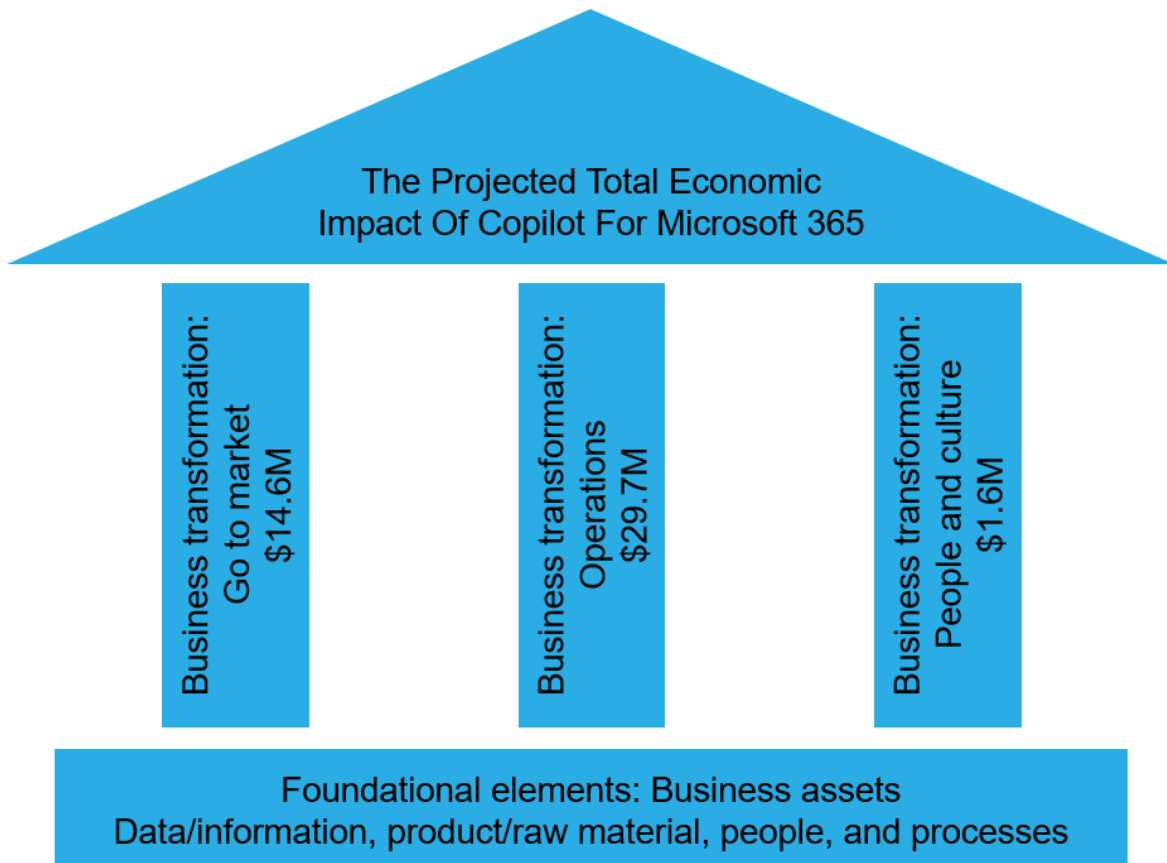 The Projected Total Economic
Impact Of Copilot For Microsoft 365
Business transformation:
Go to market
$14.6M
Business transformation:
Operations
$29.7M
Business transformation:
People and culture
$1.6M
Foundational elements: Business assets
Data/information, product/raw material, people, and processes